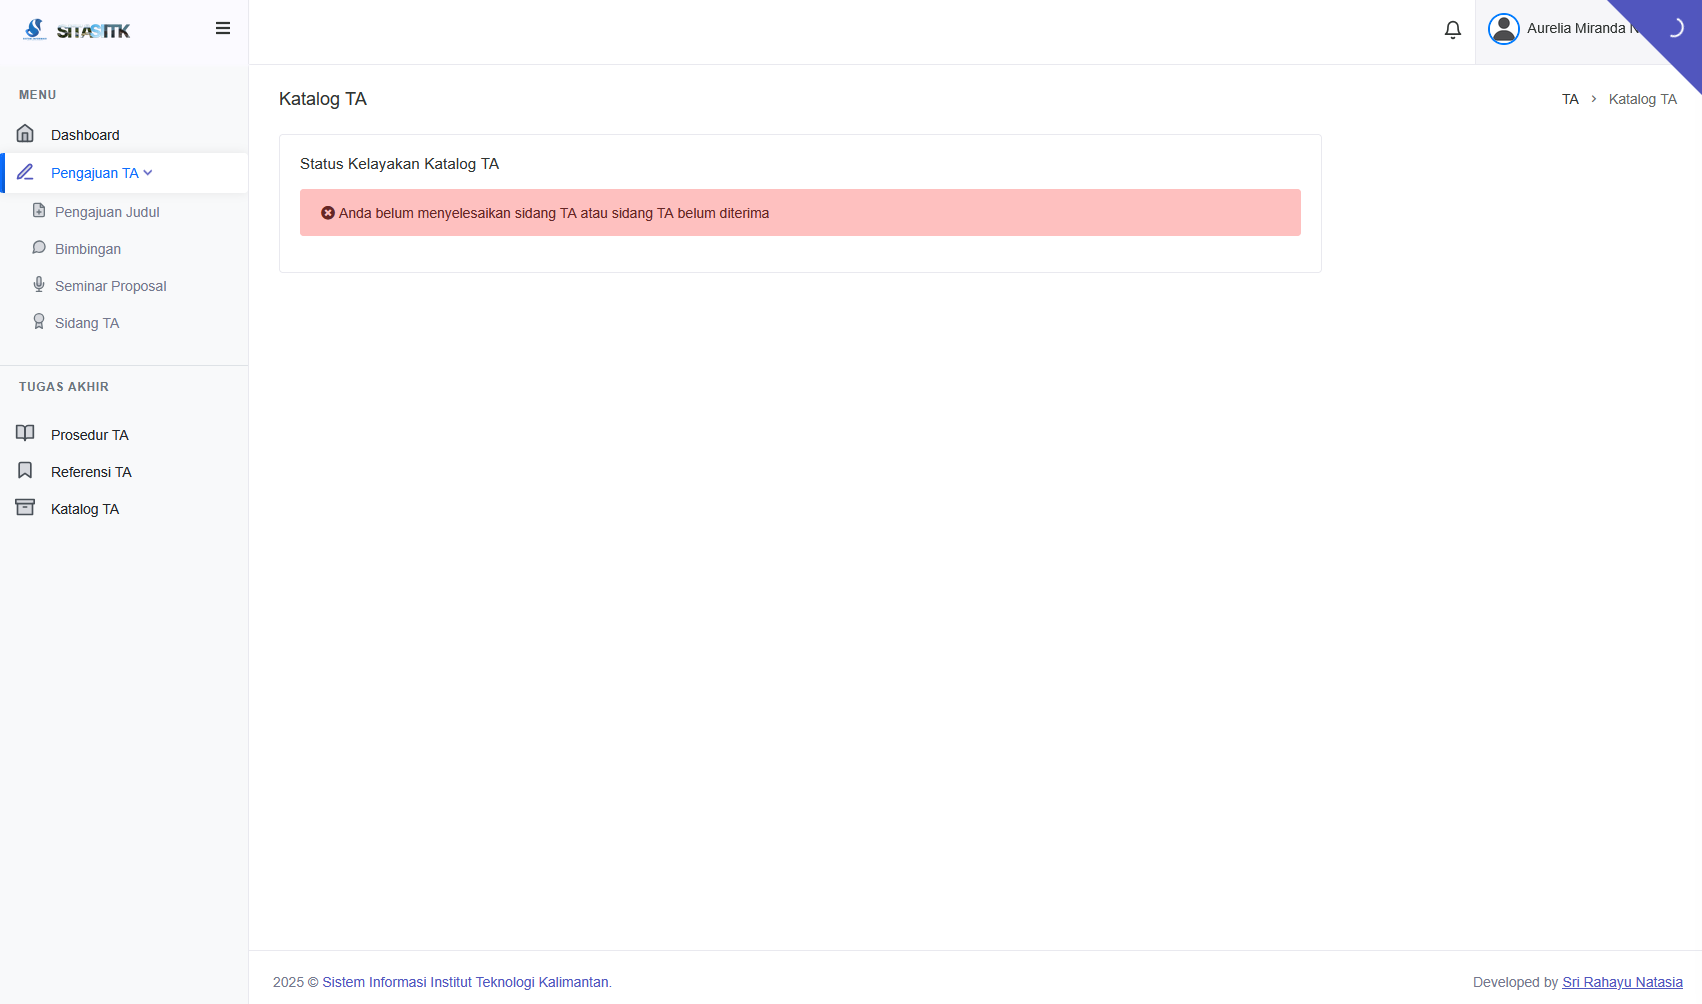 SITASITK
Aurelia Miranda
MENU
Dashboard
Pengajuan TA
Pengajuan Judul
Bimbingan
Seminar Proposal
Sidang TA
TUGAS AKHIR
Prosedur TA
Referensi TA
Katalog TA
Katalog TA
TA > Katalog TA
Status Kelayakan Katalog TA
Anda belum menyelesaikan sidang TA atau sidang TA belum diterima
2025 © Sistem Informasi Institut Teknologi Kalimantan.
Developed by Sri Rahayu Natasia